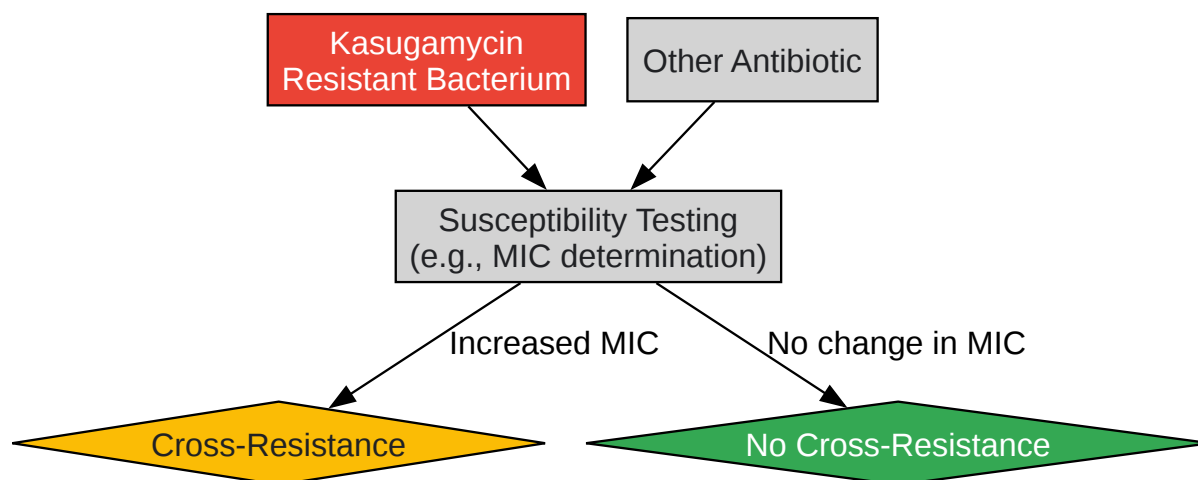 Kasugamycin
Resistant Bacterium
Other Antibiotic
Susceptibility Testing
(e.g., MIC determination)
Increased MIC
No change in MIC
Cross-Resistance
No Cross-Resistance